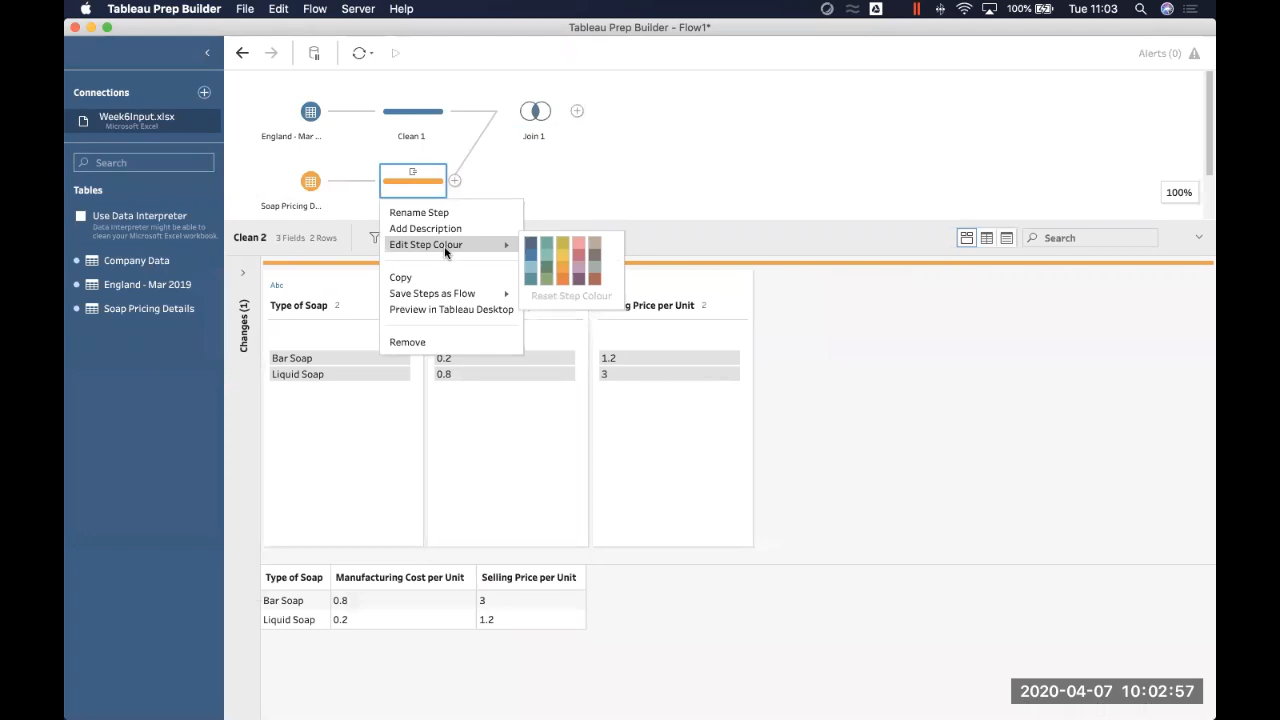 Tableau Prep Builder File Edit Flow Server Help 100% Tue 11:03
Tableau Prep Builder - Flow1*
Alerts (0)
Connections
Week6Input.xlsx
Microsoft Excel
Search
Tables
Use Data Interpreter
Data Interpreter might be able to
clean your Microsoft Excel workbook.
Company Data
England - Mar 2019
Soap Pricing Details
England - Mar ...
Clean 1
Join 1
Soap Pricing D...
100%
Rename Step
Add Description
Edit Step Colour
Copy
Save Steps as Flow
Preview in Tableau Desktop
Remove
Reset Step Colour
Clean 2 3 Fields 2 Rows
Search
Changes (1)
Abc
Type of Soap 2
g Price per Unit 2
Bar Soap 0.2 1.2
Liquid Soap 0.8 3
Type of Soap Manufacturing Cost per Unit Selling Price per Unit
Bar Soap 0.8 3
Liquid Soap 0.2 1.2
2020-04-07 10:02:57